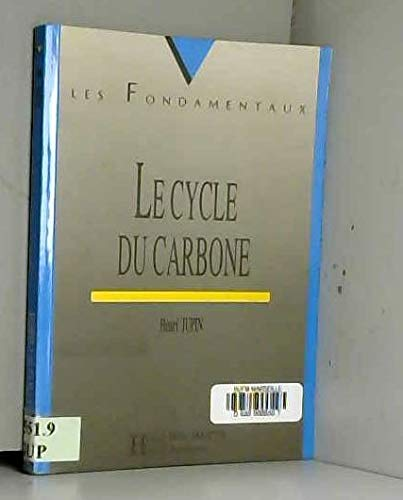 LES FONDAMENTAUX
LE CYCLE
DU CARBONE
Henri JUPIN
51.9
UP